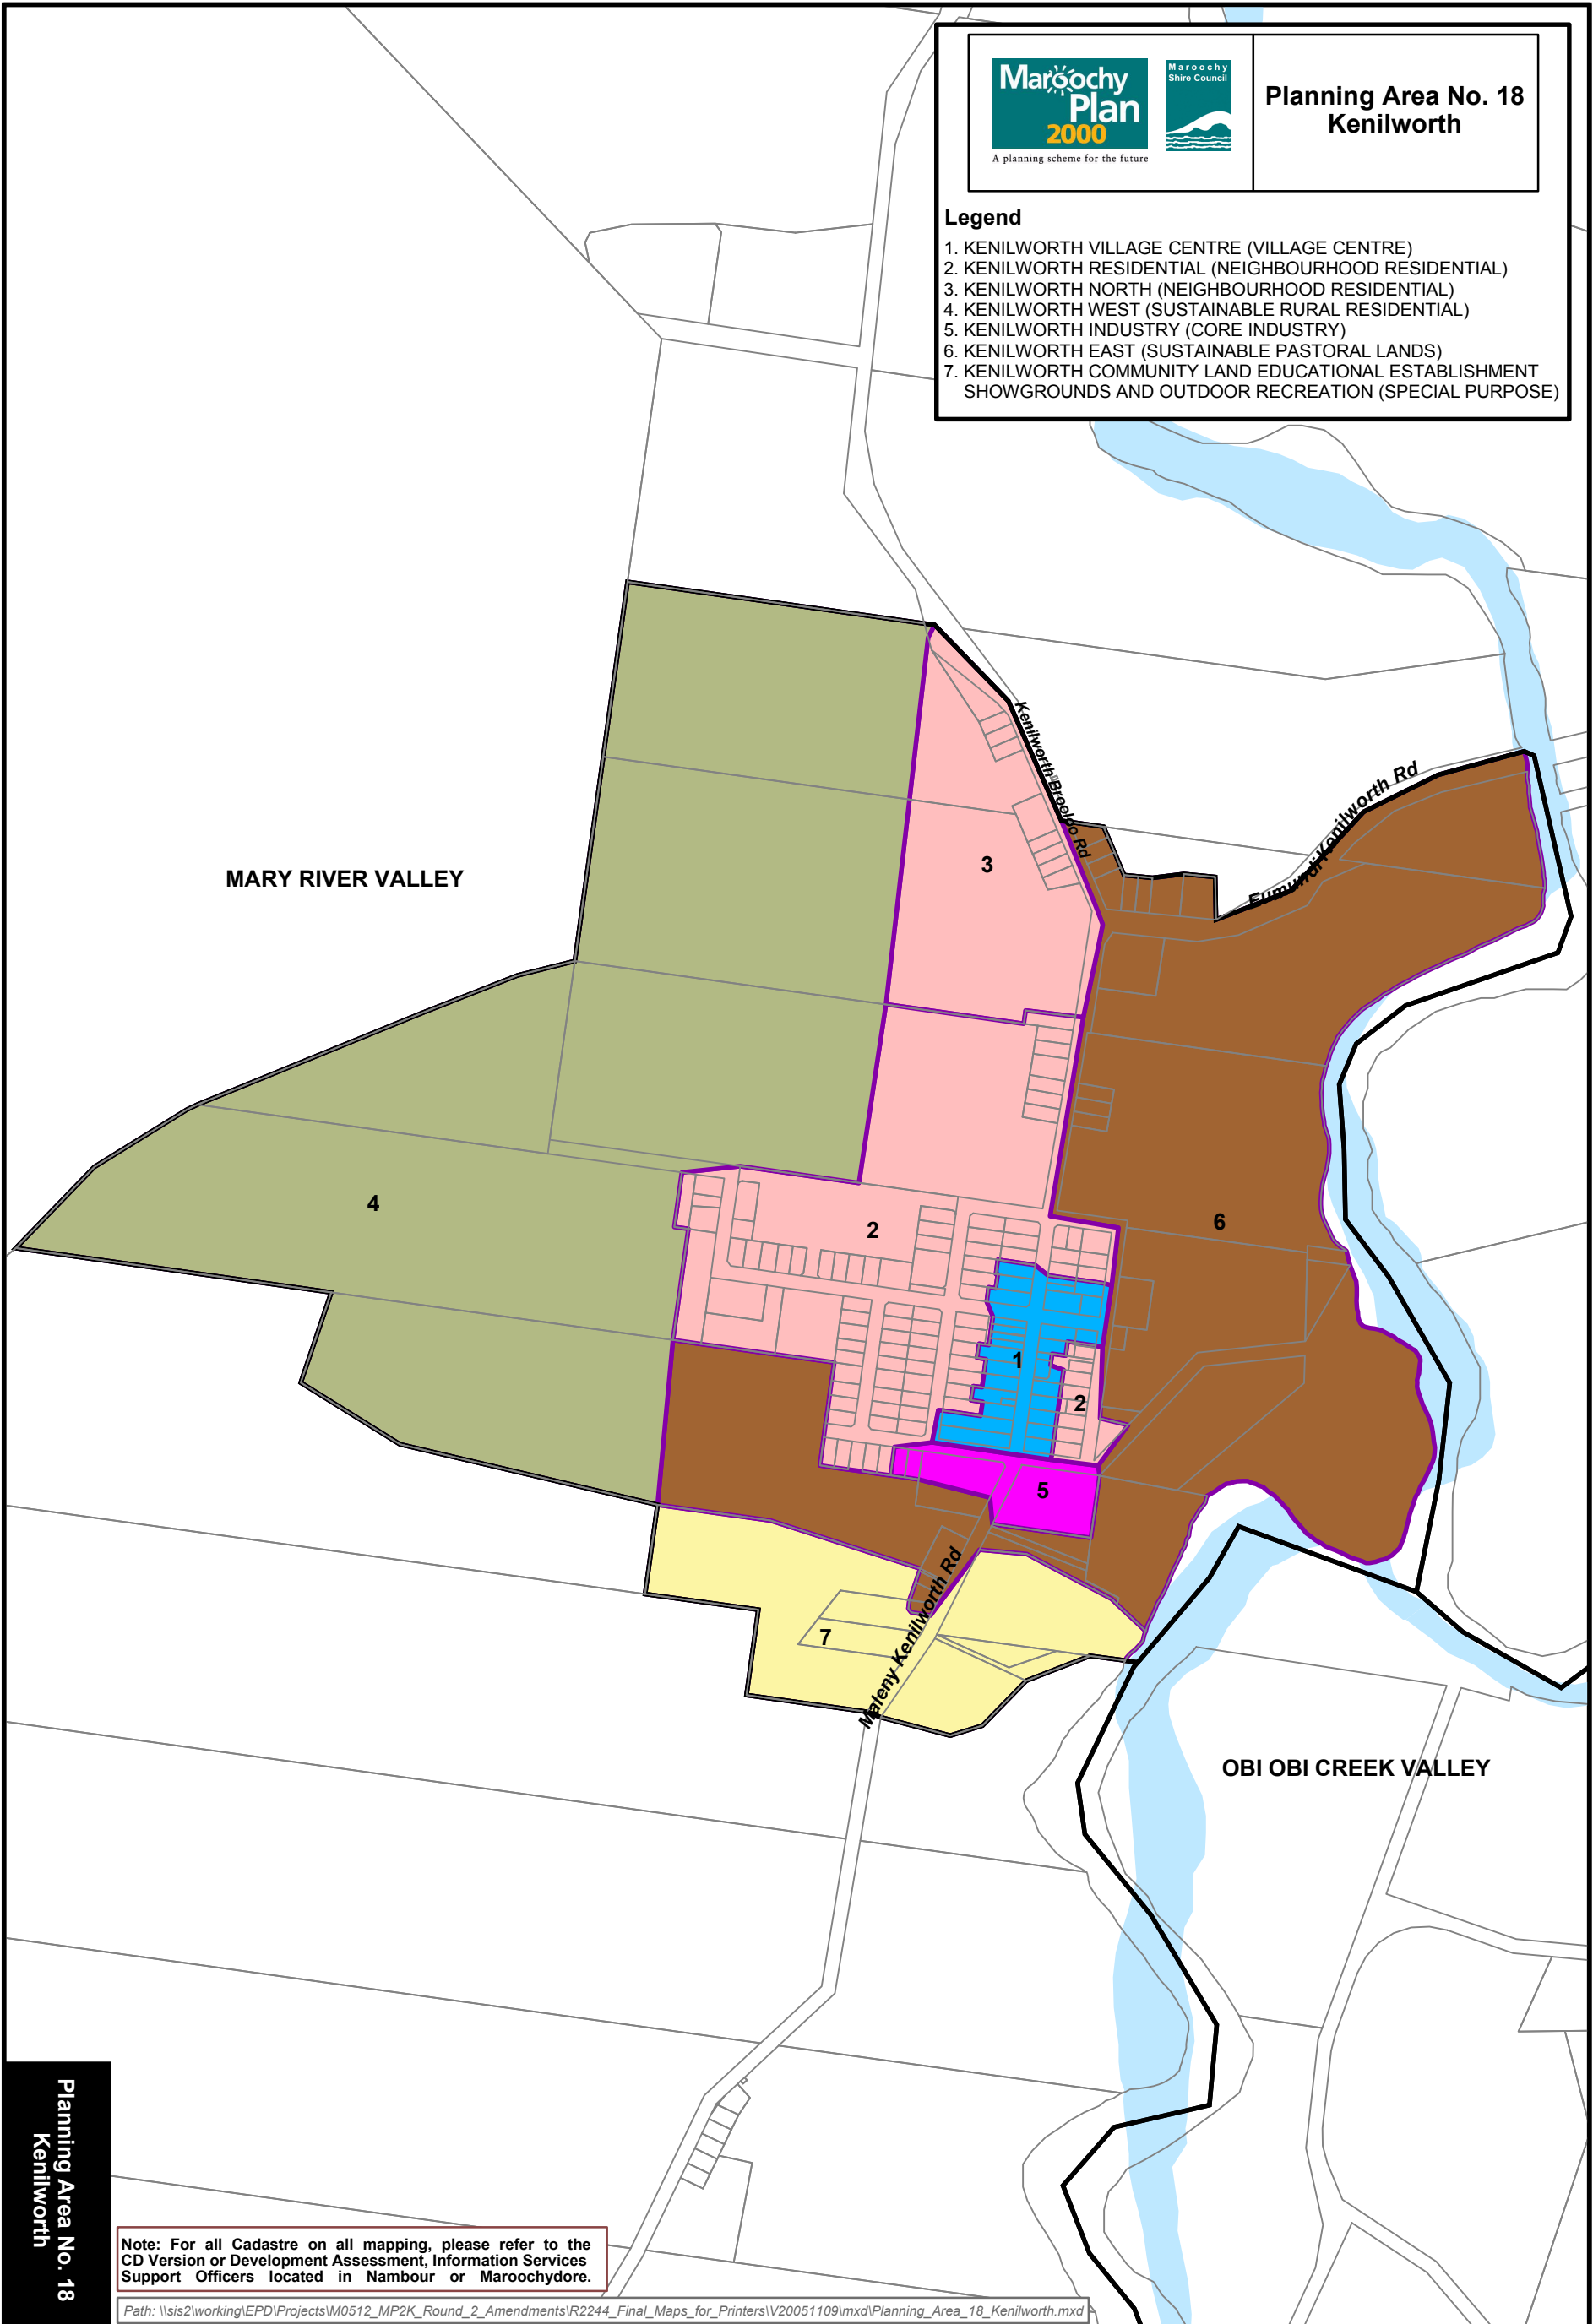 Maroochy
Plan
2000
A planning scheme for the future
Maroochy
Shire Council
Planning Area No. 18
Kenilworth
Legend
1. KENILWORTH VILLAGE CENTRE (VILLAGE CENTRE)
2. KENILWORTH RESIDENTIAL (NEIGHBOURHOOD RESIDENTIAL)
3. KENILWORTH NORTH (NEIGHBOURHOOD RESIDENTIAL)
4. KENILWORTH WEST (SUSTAINABLE RURAL RESIDENTIAL)
5. KENILWORTH INDUSTRY (CORE INDUSTRY)
6. KENILWORTH EAST (SUSTAINABLE PASTORAL LANDS)
7. KENILWORTH COMMUNITY LAND EDUCATIONAL ESTABLISHMENT
SHOWGROUNDS AND OUTDOOR RECREATION (SPECIAL PURPOSE)
Kenilworth Brooloo Rd
Eumundi Kenilworth Rd
MARY RIVER VALLEY
3
4
2
6
1
2
5
Maleny Kenilworth Rd
7
OBI OBI CREEK VALLEY
Planning Area No. 18
Kenilworth
Note: For all Cadastre on all mapping, please refer to the
CD Version or Development Assessment, Information Services
Support Officers located in Nambour or Maroochydore.
Path: \\sis2\working\EPD\Projects\M0512_MP2K_Round_2_Amendments\R2244_Final_Maps_for_Printers\V20051109\mxd\Planning_Area_18_Kenilworth.mxd